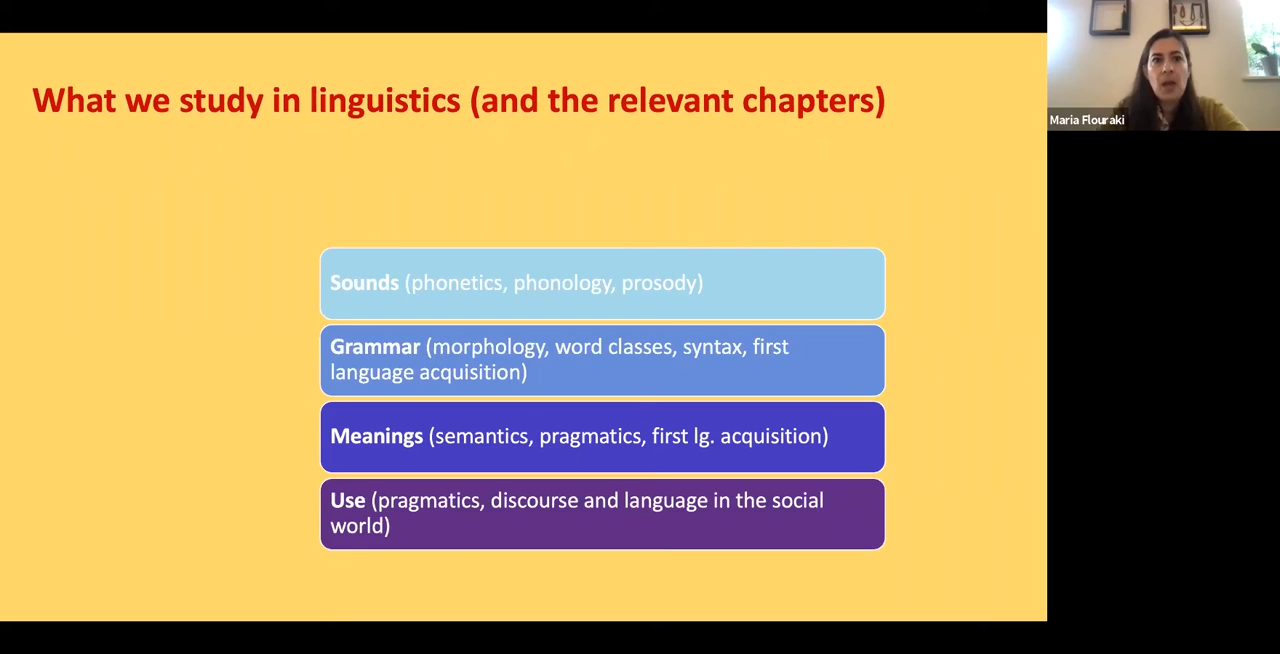 What we study in linguistics (and the relevant chapters)
Maria Flouraki
Sounds (phonetics, phonology, prosody)
Grammar (morphology, word classes, syntax, first
language acquisition)
Meanings (semantics, pragmatics, first lg. acquisition)
Use (pragmatics, discourse and language in the social
world)